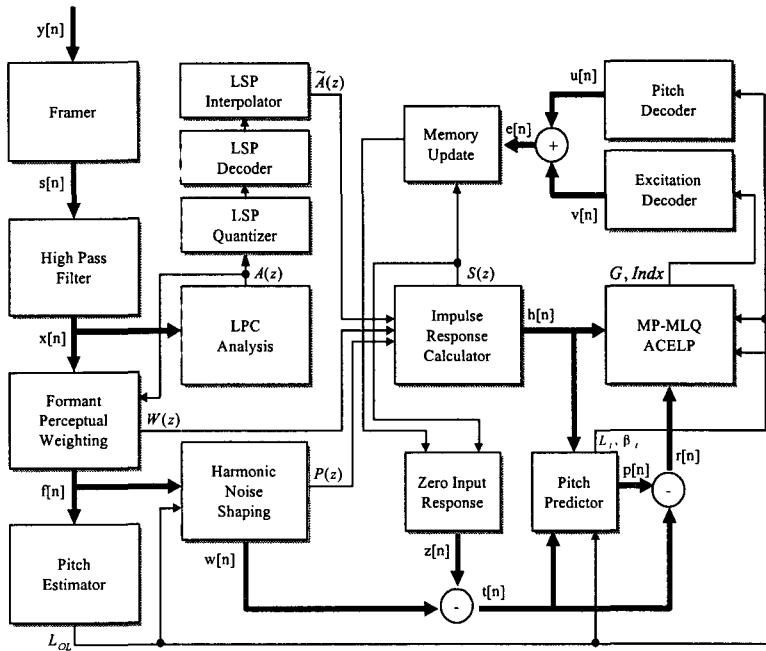 y[n]
Framer
s[n]
High Pass
Filter
x[n]
Formant
Perceptual
Weighting
f[n]
Pitch
Estimator
L_OL
LSP
Interpolator
Ã(z)
LSP
Decoder
LSP
Quantizer
A(z)
LPC
Analysis
W(z)
Harmonic
Noise
Shaping
P(z)
w[n]
Memory
Update
e[n]
+
u[n]
Pitch
Decoder
v[n]
Excitation
Decoder
S(z)
Impulse
Response
Calculator
h[n]
G, Indx
MP-MLQ
ACELP
Zero Input
Response
z[n]
-
t[n]
Pitch
Predictor
L_i, β_i
p[n]
r[n]
-